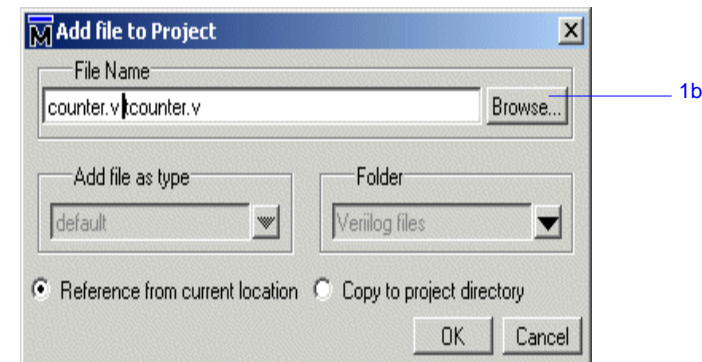 Add file to Project
File Name
counter.v tcounter.v Browse... 1b
Add file as type Folder
default Veriilog files
Reference from current location Copy to project directory
OK Cancel